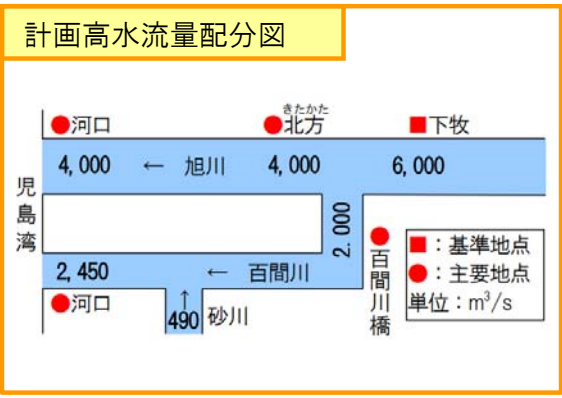 計画高水流量配分図
●河口
きたかた
●北方
■下牧
4,000 ← 旭川 4,000 6,000
児島湾
2,000
●百間川橋
2,450 ← 百間川
●河口
↑
490 砂川
■：基準地点
●：主要地点
単位：m³/s